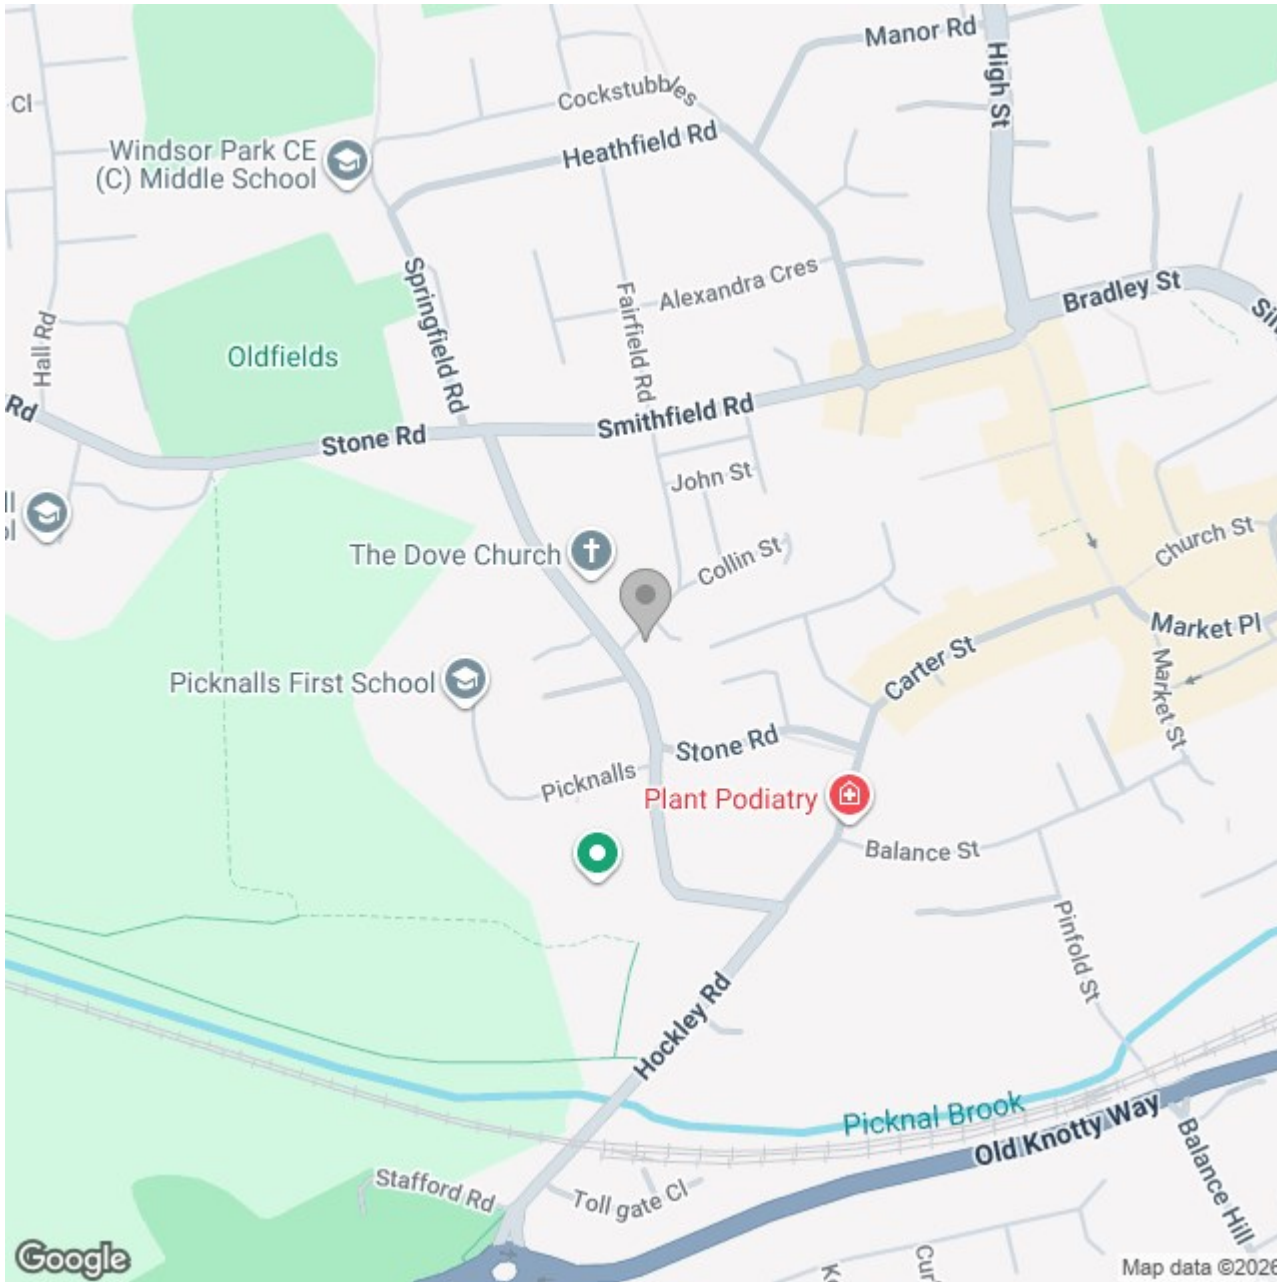 Manor Rd
High St
Cockstubbles
Cl
Windsor Park CE
(C) Middle School
Heathfield Rd
Springfield Rd
Fairfield Rd
Alexandra Cres
Bradley St
Hall Rd
Oldfields
Rd
Stone Rd
Smithfield Rd
John St
The Dove Church
Collin St
Church St
Market Pl
Carter St
Picknalls First School
Market St
Stone Rd
Picknalls
Plant Podiatry
Balance St
Pinfold St
Hockley Rd
Picknal Brook
Old Knotty Way
Balance Hill
Stafford Rd
Toll gate Cl
Google
Map data ©2026